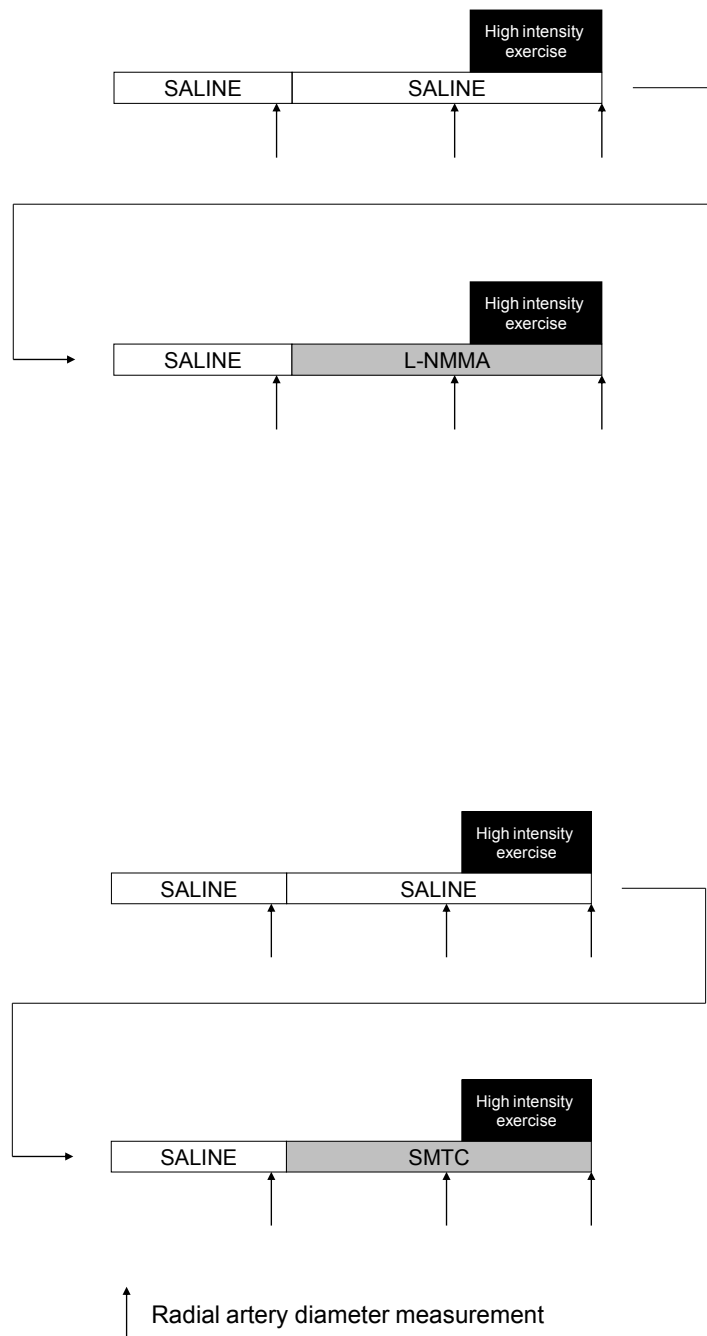 High intensity
exercise
SALINE SALINE
High intensity
exercise
SALINE L-NMMA
High intensity
exercise
SALINE SALINE
High intensity
exercise
SALINE SMTC
Radial artery diameter measurement